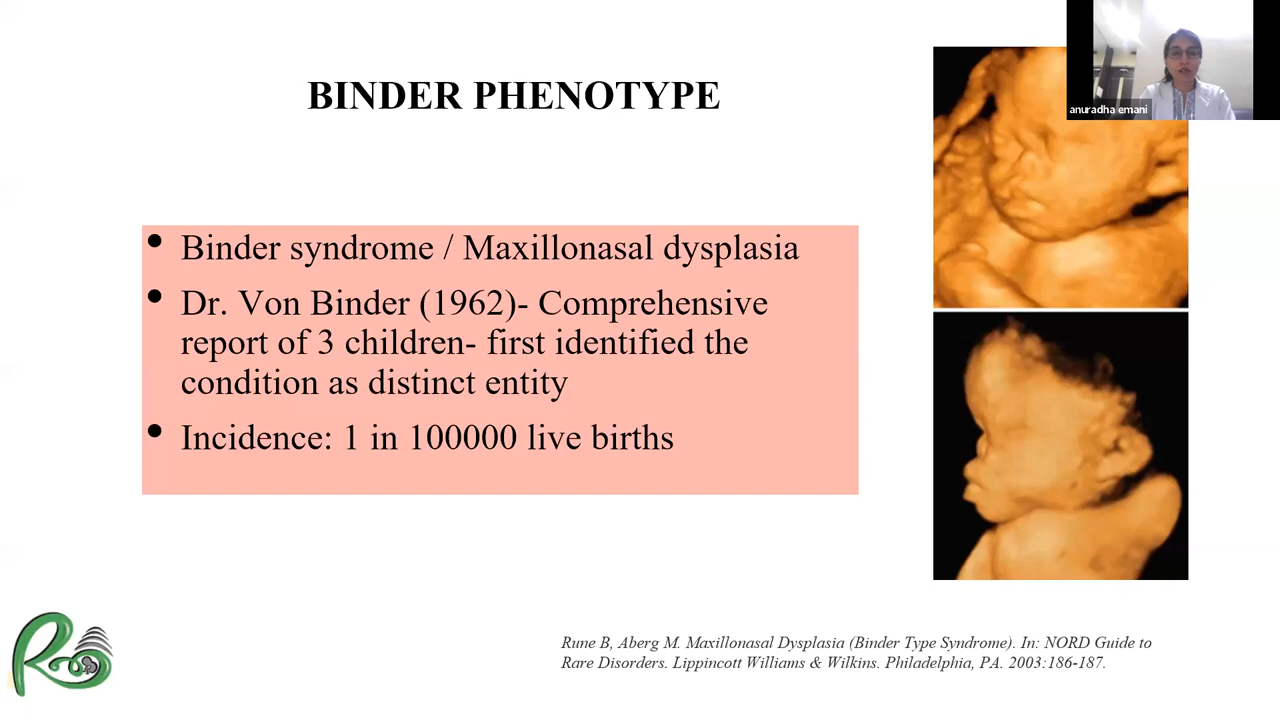 BINDER PHENOTYPE
anuradha emani
• Binder syndrome / Maxillonasal dysplasia
• Dr. Von Binder (1962)- Comprehensive
report of 3 children- first identified the
condition as distinct entity
• Incidence: 1 in 100000 live births
Rune B, Aberg M. Maxillonasal Dysplasia (Binder Type Syndrome). In: NORD Guide to
Rare Disorders. Lippincott Williams & Wilkins. Philadelphia, PA. 2003:186-187.